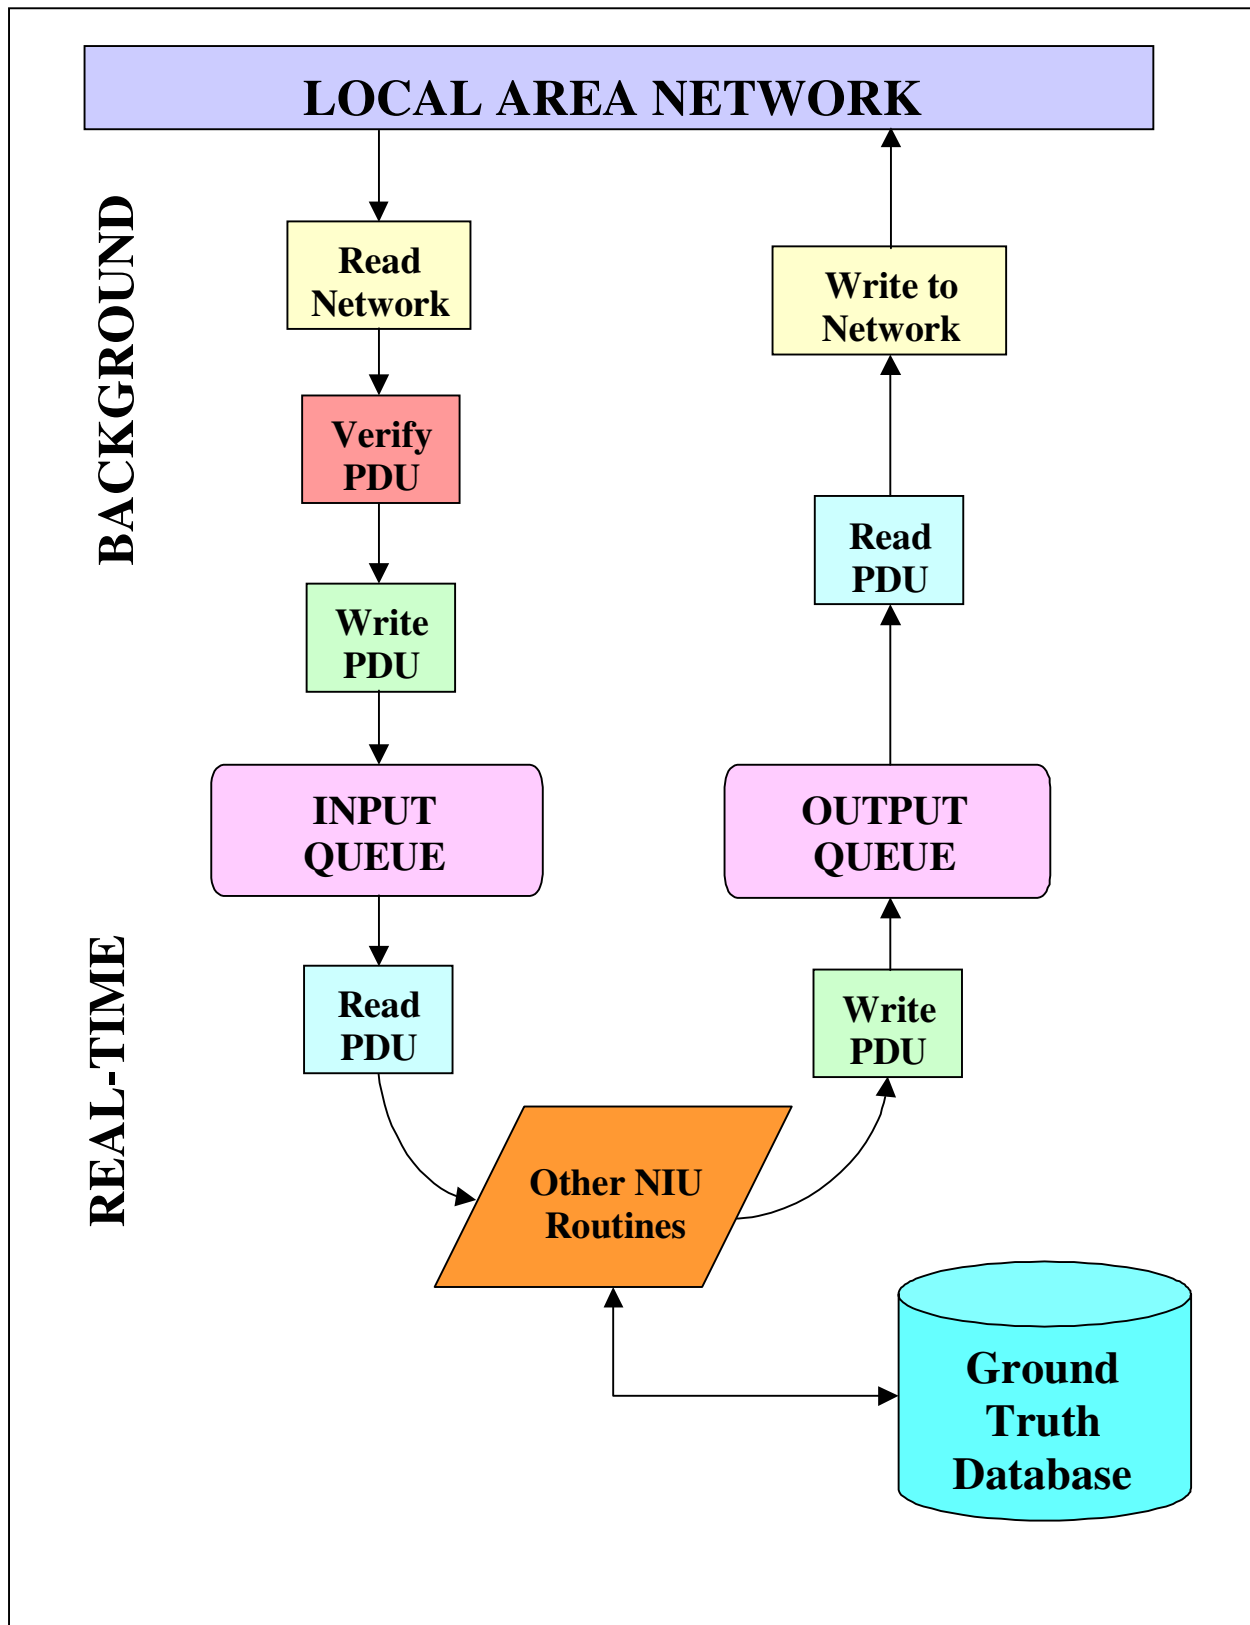 LOCAL AREA NETWORK
BACKGROUND
Read
Network
Verify
PDU
Write
PDU
INPUT
QUEUE
Write to
Network
Read
PDU
OUTPUT
QUEUE
REAL-TIME
Read
PDU
Write
PDU
Other NIU
Routines
Ground
Truth
Database